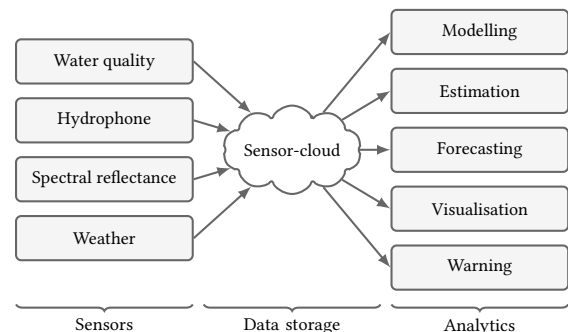 Water quality
Hydrophone
Spectral reflectance
Weather
Sensor-cloud
Modelling
Estimation
Forecasting
Visualisation
Warning
Sensors
Data storage
Analytics